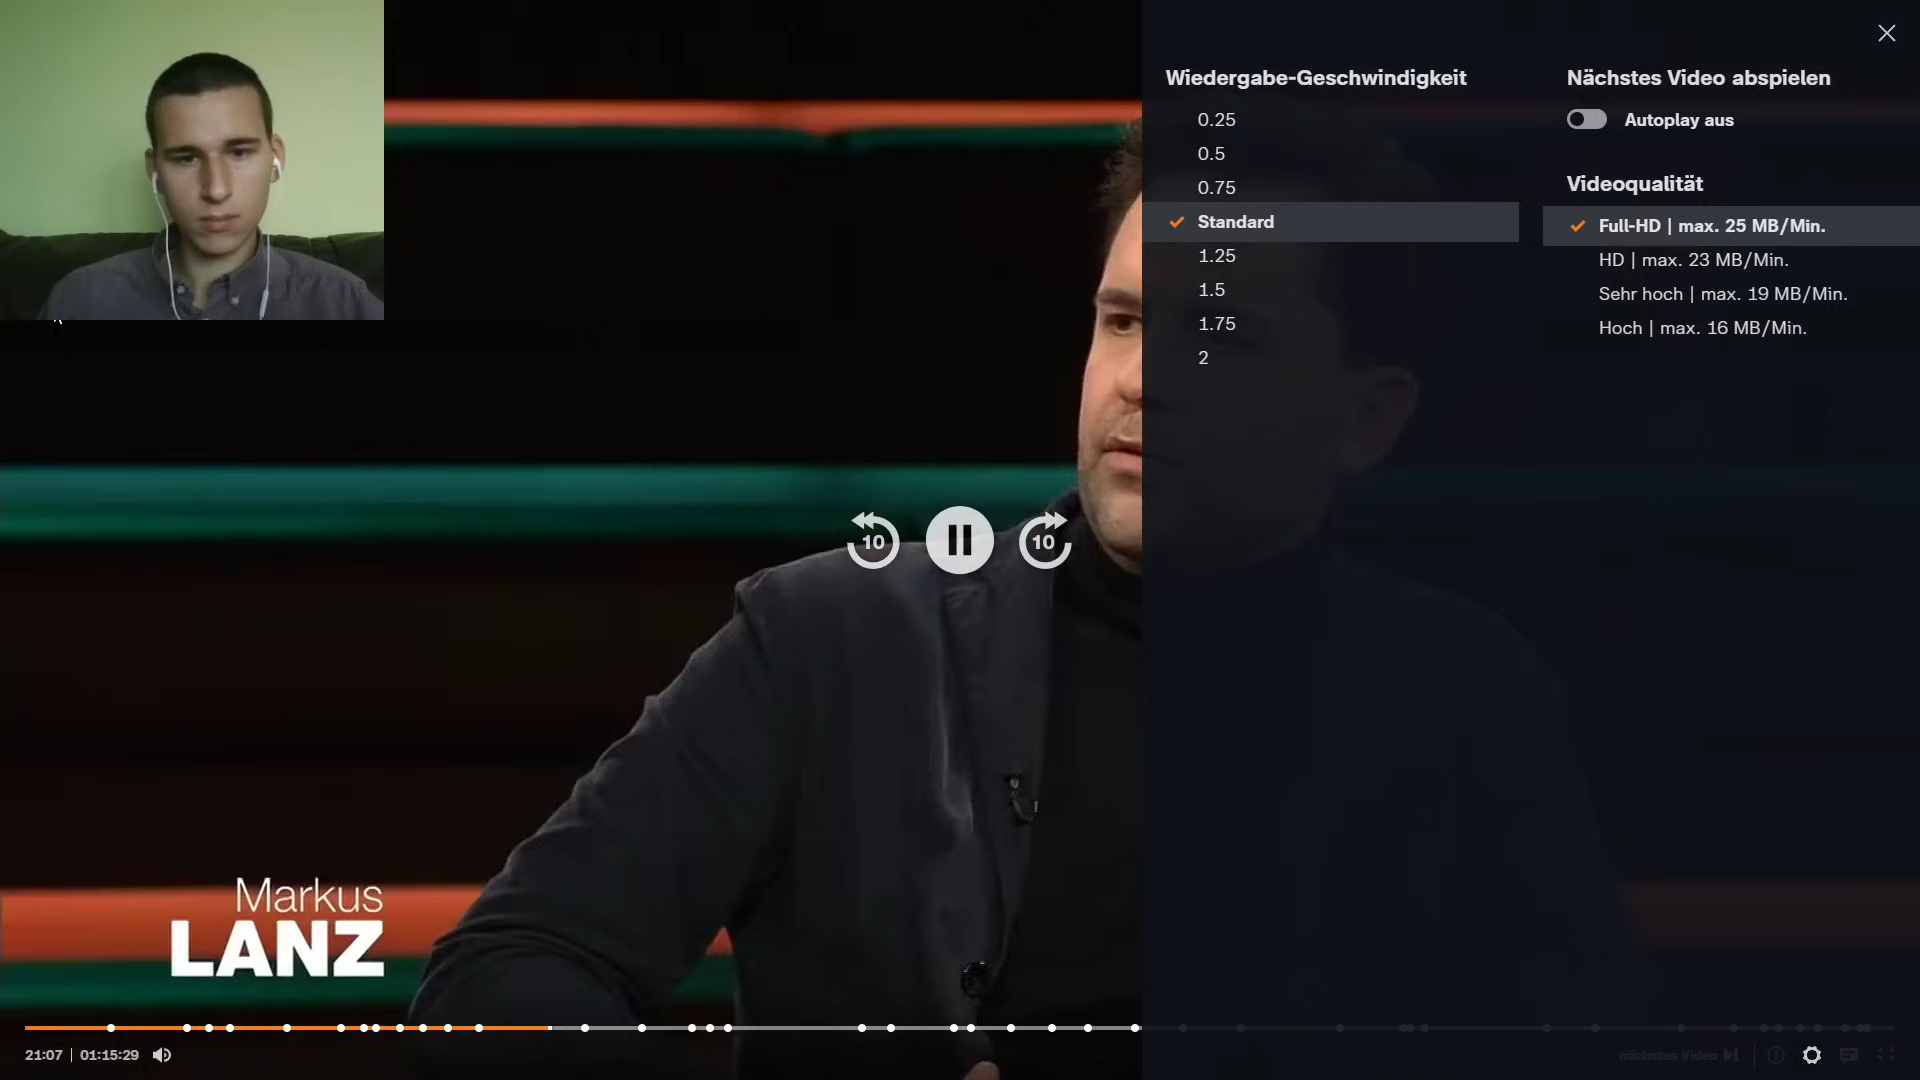 Wiedergabe-Geschwindigkeit
0.25
0.5
0.75
Standard
1.25
1.5
1.75
2
Nächstes Video abspielen
Autoplay aus
Videoqualität
Full-HD | max. 25 MB/Min.
HD | max. 23 MB/Min.
Sehr hoch | max. 19 MB/Min.
Hoch | max. 16 MB/Min.
10
10
Markus
LANZ
21:07 | 01:15:29
nächstes Video